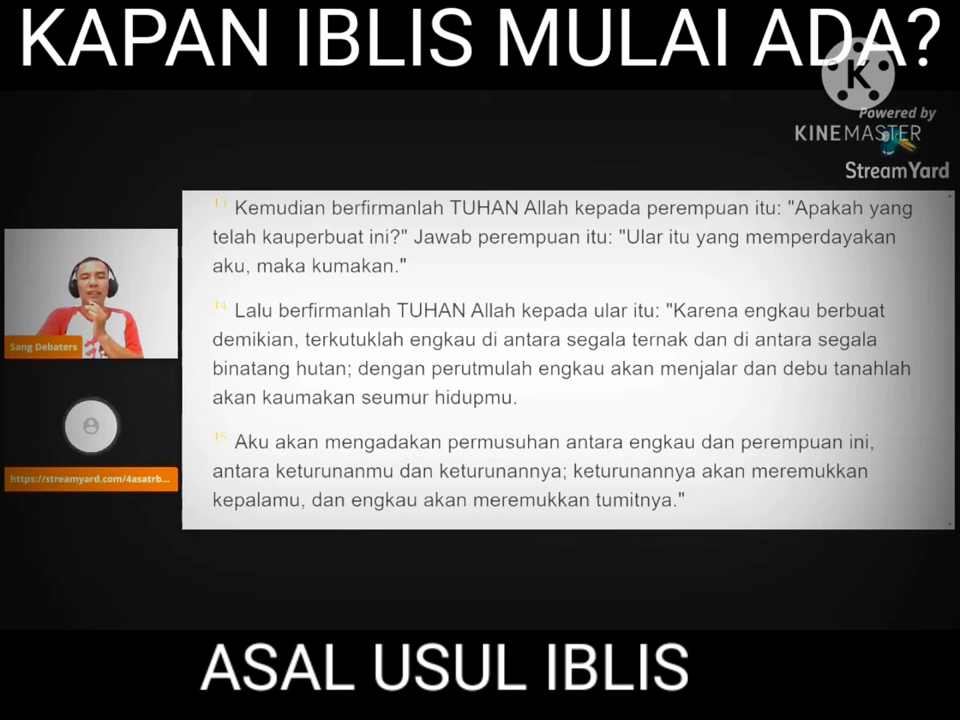 KAPAN IBLIS MULAI ADA?
K
Powered by
KINEMASTER
StreamYard
13 Kemudian berfirmanlah TUHAN Allah kepada perempuan itu: "Apakah yang
telah kauperbuat ini?" Jawab perempuan itu: "Ular itu yang memperdayakan
aku, maka kumakan."
14 Lalu berfirmanlah TUHAN Allah kepada ular itu: "Karena engkau berbuat
demikian, terkutuklah engkau di antara segala ternak dan di antara segala
binatang hutan; dengan perutmulah engkau akan menjalar dan debu tanahlah
akan kaumakan seumur hidupmu.
15 Aku akan mengadakan permusuhan antara engkau dan perempuan ini,
antara keturunanmu dan keturunannya; keturunannya akan meremukkan
kepalamu, dan engkau akan meremukkan tumitnya."
Sang Debaters
https://streamyard.com/4asatrb...
ASAL USUL IBLIS